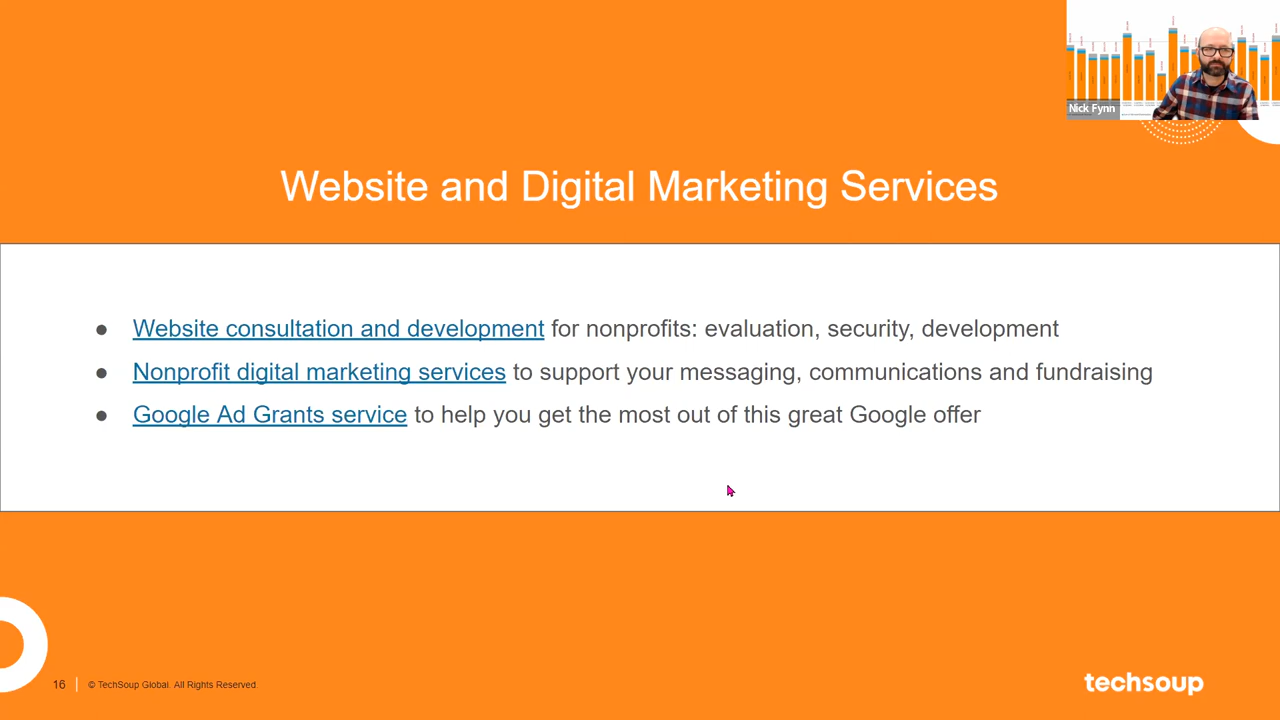 Nick Fynn
Website and Digital Marketing Services
● Website consultation and development for nonprofits: evaluation, security, development
● Nonprofit digital marketing services to support your messaging, communications and fundraising
● Google Ad Grants service to help you get the most out of this great Google offer
16
© TechSoup Global. All Rights Reserved.
techsoup